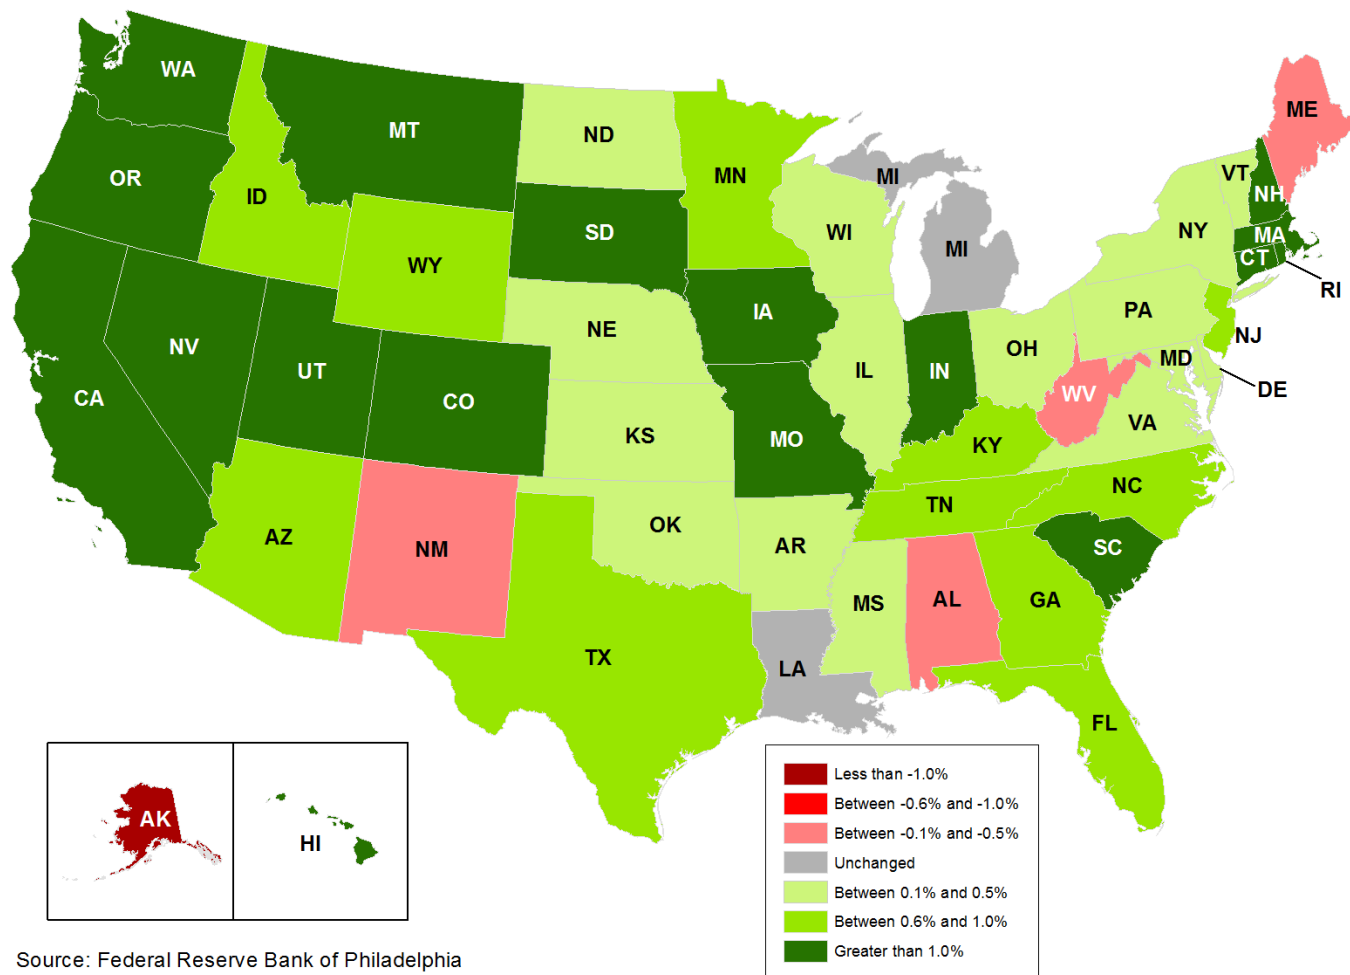 WA
MT
ND
MN
OR
ID
SD
WI
MI
MI
ME
VT
NH
NY
MA
CT
RI
WY
IA
NE
PA
NJ
NV
UT
CO
IL
IN
OH
MD
DE
CA
KS
MO
WV
VA
KY
AZ
NM
OK
AR
TN
NC
SC
MS
AL
GA
TX
LA
FL
AK
HI
Less than -1.0%
Between -0.6% and -1.0%
Between -0.1% and -0.5%
Unchanged
Between 0.1% and 0.5%
Between 0.6% and 1.0%
Greater than 1.0%
Source: Federal Reserve Bank of Philadelphia